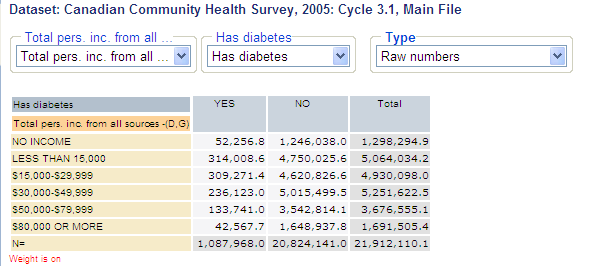 Dataset: Canadian Community Health Survey, 2005: Cycle 3.1, Main File
Total pers. inc. from all ... Has diabetes Type
Total pers. inc. from all ... Has diabetes Raw numbers
Has diabetes YES NO Total
Total pers. inc. from all sources -(D,G)
NO INCOME 52,256.8 1,246,038.0 1,298,294.9
LESS THAN 15,000 314,008.6 4,750,025.6 5,064,034.2
$15,000-$29,999 309,271.4 4,620,826.6 4,930,098.0
$30,000-$49,999 236,123.0 5,015,499.5 5,251,622.5
$50,000-$79,999 133,741.0 3,542,814.1 3,676,555.1
$80,000 OR MORE 42,567.7 1,648,937.8 1,691,505.4
N= 1,087,968.0 20,824,141.0 21,912,110.1
Weight is on